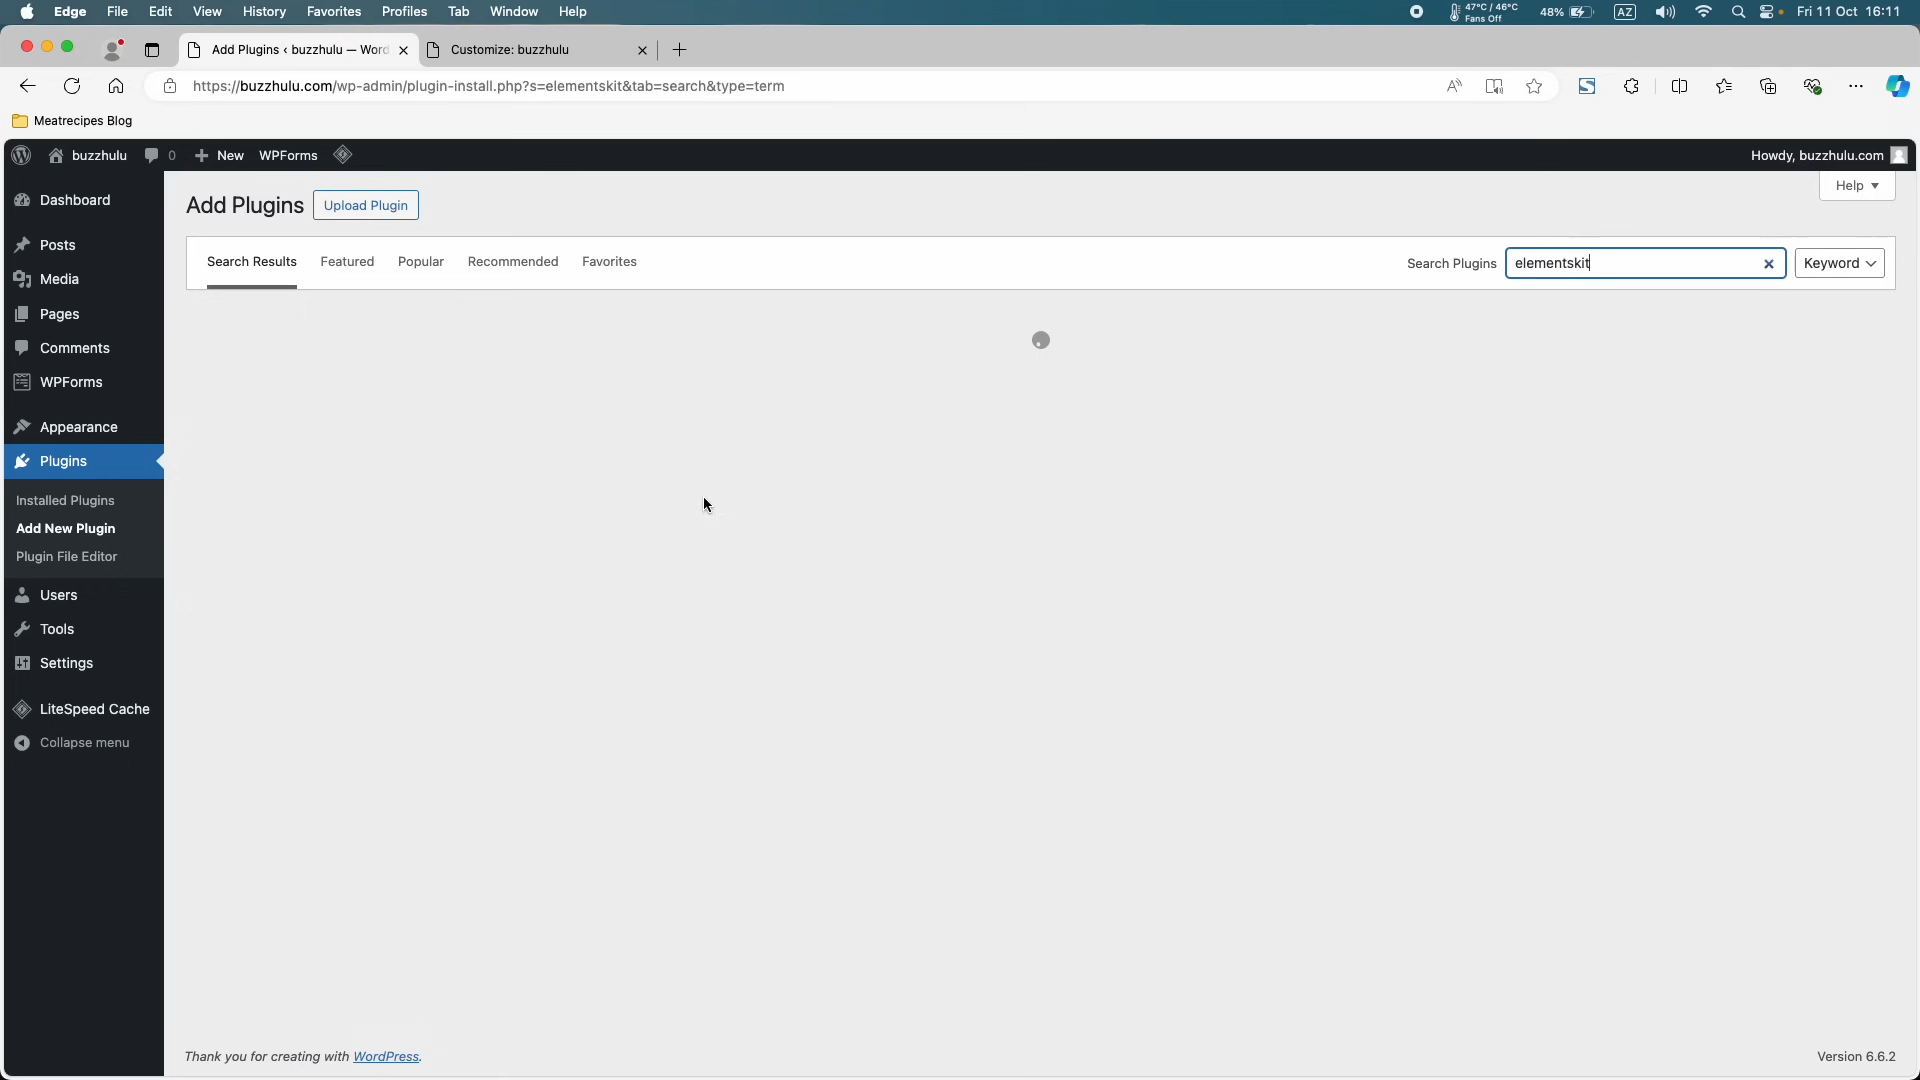 Edge File Edit View History Favorites Profiles Tab Window Help
47°C / 46°C
Fans Off
48%
AZ
Fri 11 Oct 16:11
Add Plugins ‹ buzzhulu — Word
Customize: buzzhulu
https://buzzhulu.com/wp-admin/plugin-install.php?s=elementskit&tab=search&type=term
Meatrecipes Blog
buzzhulu 0 New WPForms
Howdy, buzzhulu.com
Help
Dashboard
Posts
Media
Pages
Comments
WPForms
Appearance
Plugins
Installed Plugins
Add New Plugin
Plugin File Editor
Users
Tools
Settings
LiteSpeed Cache
Collapse menu
Add Plugins Upload Plugin
Search Results Featured Popular Recommended Favorites
Search Plugins elementskit Keyword
Thank you for creating with WordPress.
Version 6.6.2